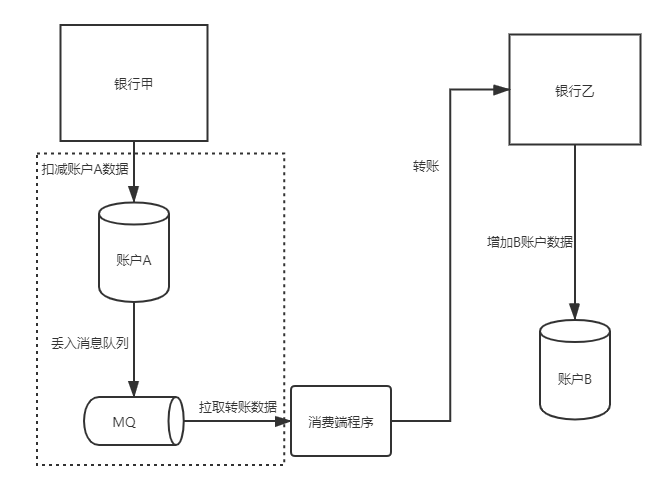 银行甲
银行乙
扣减账户A数据
转账
增加B账户数据
账户A
丢入消息队列
账户B
拉取转账数据
MQ
消费端程序